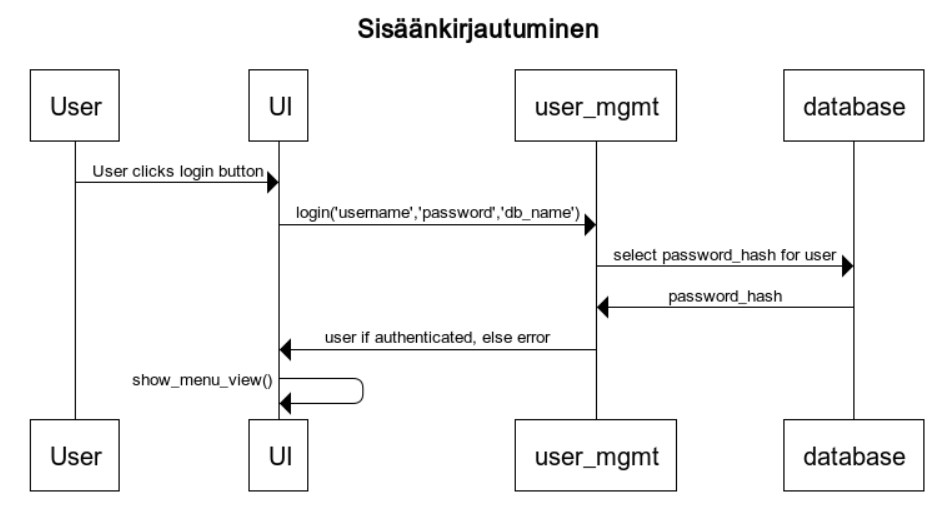 Sisäänkirjautuminen
User UI user_mgmt database
User clicks login button
login('username','password','db_name')
select password_hash for user
password_hash
user if authenticated, else error
show_menu_view()
User UI user_mgmt database